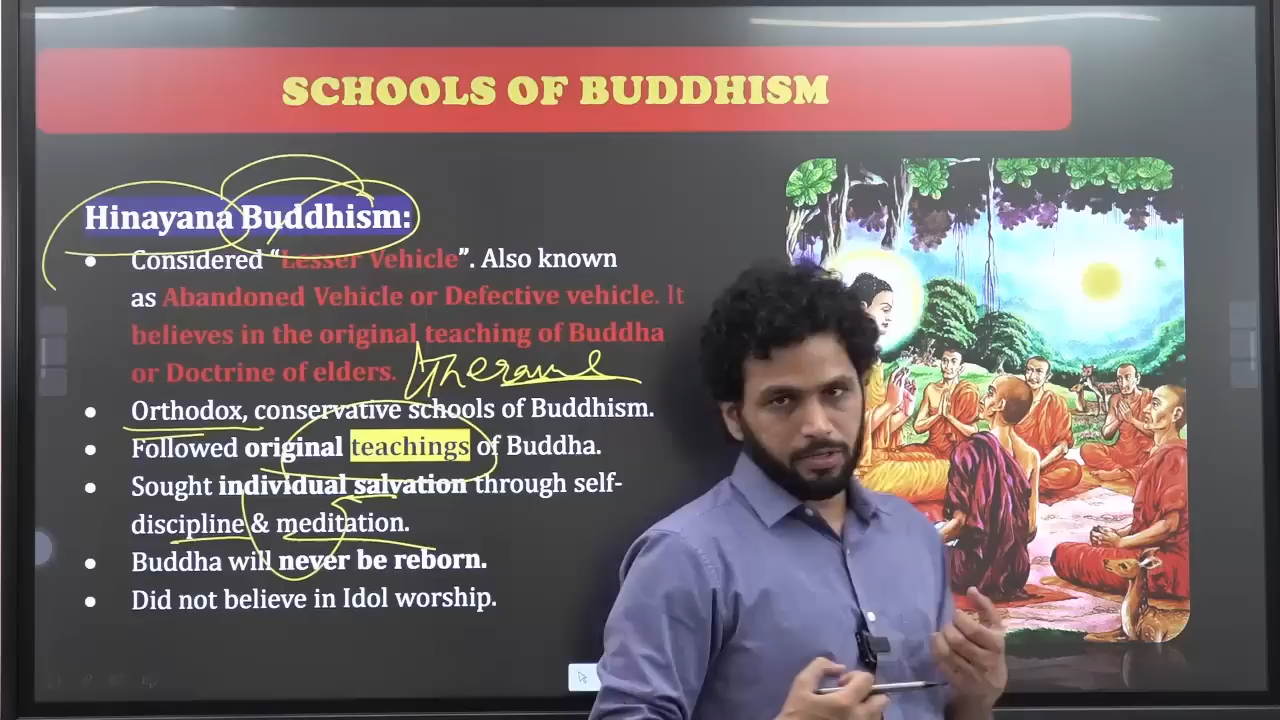 SCHOOLS OF BUDDHISM
Hinayana Buddhism:
• Considered “Lesser Vehicle”. Also known
as Abandoned Vehicle or Defective vehicle. It
believes in the original teaching of Buddha
or Doctrine of elders.
• Orthodox, conservative schools of Buddhism.
• Followed original teachings of Buddha.
• Sought individual salvation through self-
discipline & meditation.
• Buddha will never be reborn.
• Did not believe in Idol worship.